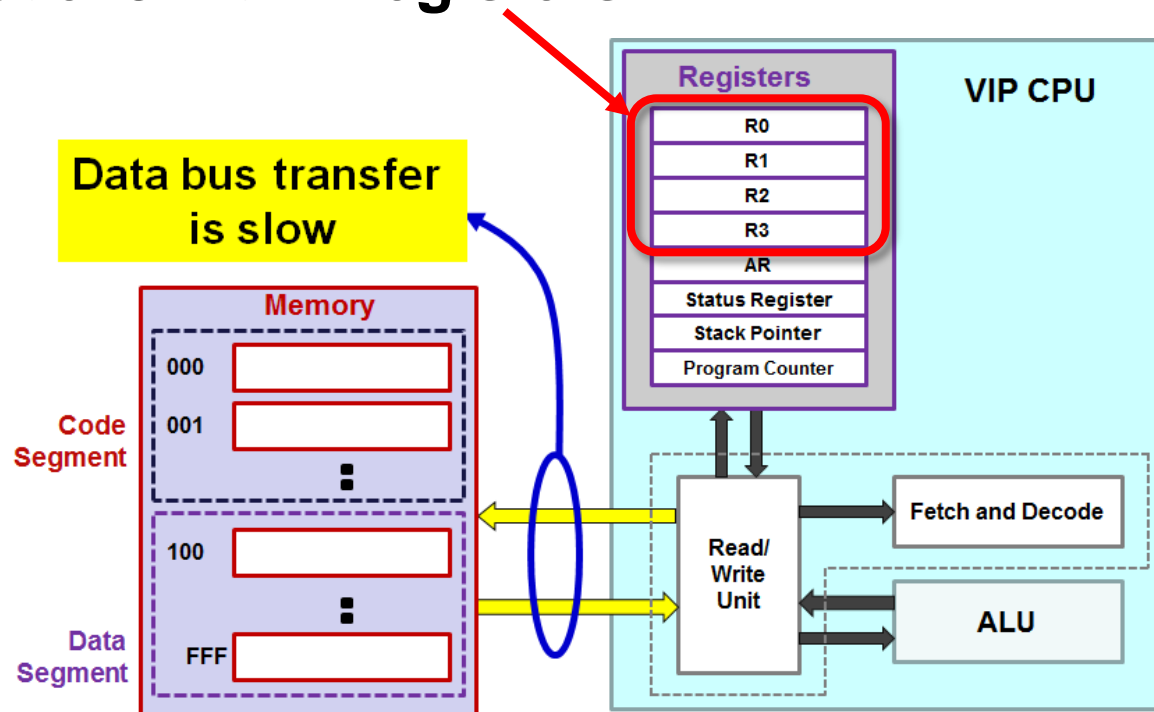 Registers
VIP CPU
R0
R1
R2
R3
AR
Status Register
Stack Pointer
Program Counter
Data bus transfer
is slow
Memory
000
001
Code
Segment
100
FFF
Data
Segment
Read/
Write
Unit
Fetch and Decode
ALU